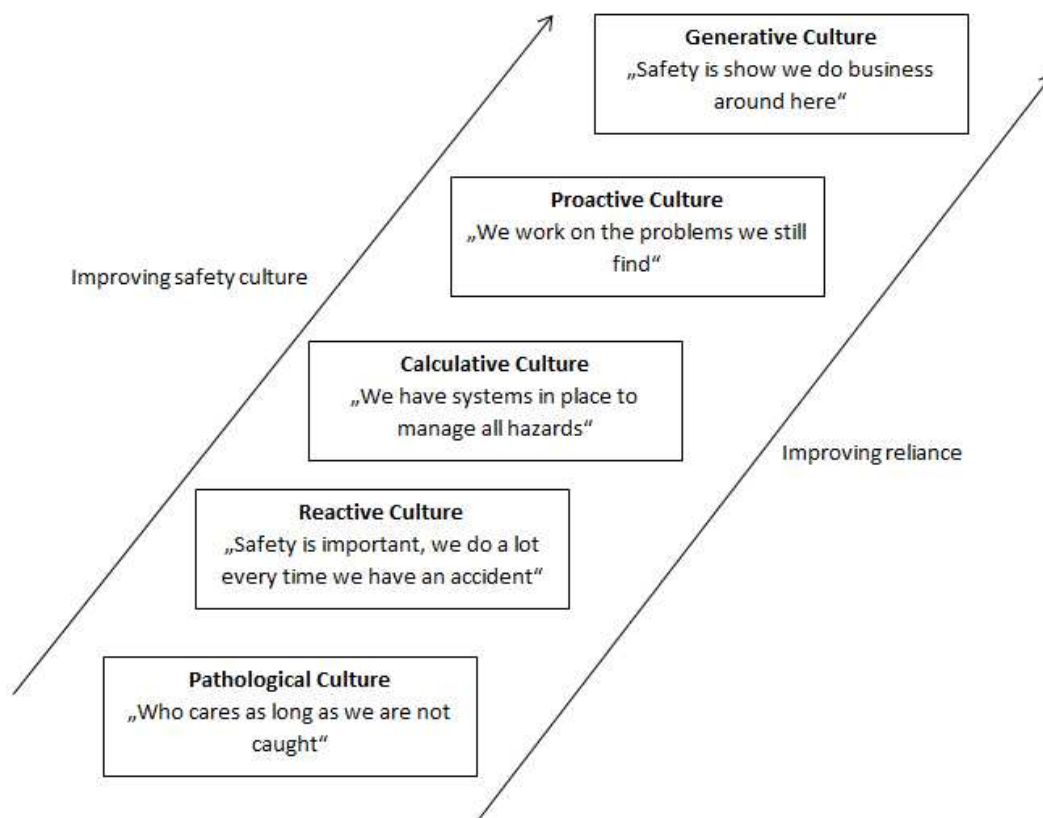 Generative Culture
„Safety is show we do business
around here“
Proactive Culture
„We work on the problems we still
find“
Improving safety culture
Calculative Culture
„We have systems in place to
manage all hazards“
Improving reliance
Reactive Culture
„Safety is important, we do a lot
every time we have an accident“
Pathological Culture
„Who cares as long as we are not
caught“